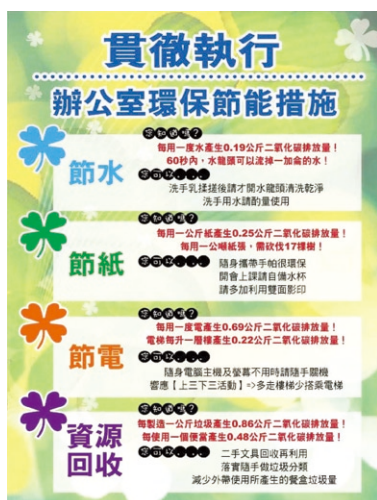 貫徹執行
辦公室環保節能措施
您知道嗎?
每用一度水產生0.19公斤二氧化碳排放量！
60秒內，水龍頭可以流掉一加侖的水！
節水
您可以....
洗手乳揉搓後請才開水龍頭清洗乾淨
洗手用水請酌量使用
您知道嗎?
每用一公斤紙產生0.25公斤二氧化碳排放量！
每用一公噸紙張，需砍伐17棵樹！
節紙
您可以.... 隨身攜帶手帕很環保
開會上課請自備水杯
請多加利用雙面影印
您知道嗎?
每用一度電產生0.69公斤二氧化碳排放量！
電梯每升一層樓產生0.22公斤二氧化碳排放量！
節電
您可以....
隨身電腦主機及螢幕不用時請隨手關機
響應【上三下三活動】=>多走樓梯少搭乘電梯
您知道嗎?
每製造一公斤垃圾產生0.86公斤二氧化碳排放量！
每使用一個便當產生0.48公斤二氧化碳排放量！
資源
回收
您可以.... 二手文具回收再利用
落實隨手做垃圾分類
減少外帶使用所產生的餐盒垃圾量